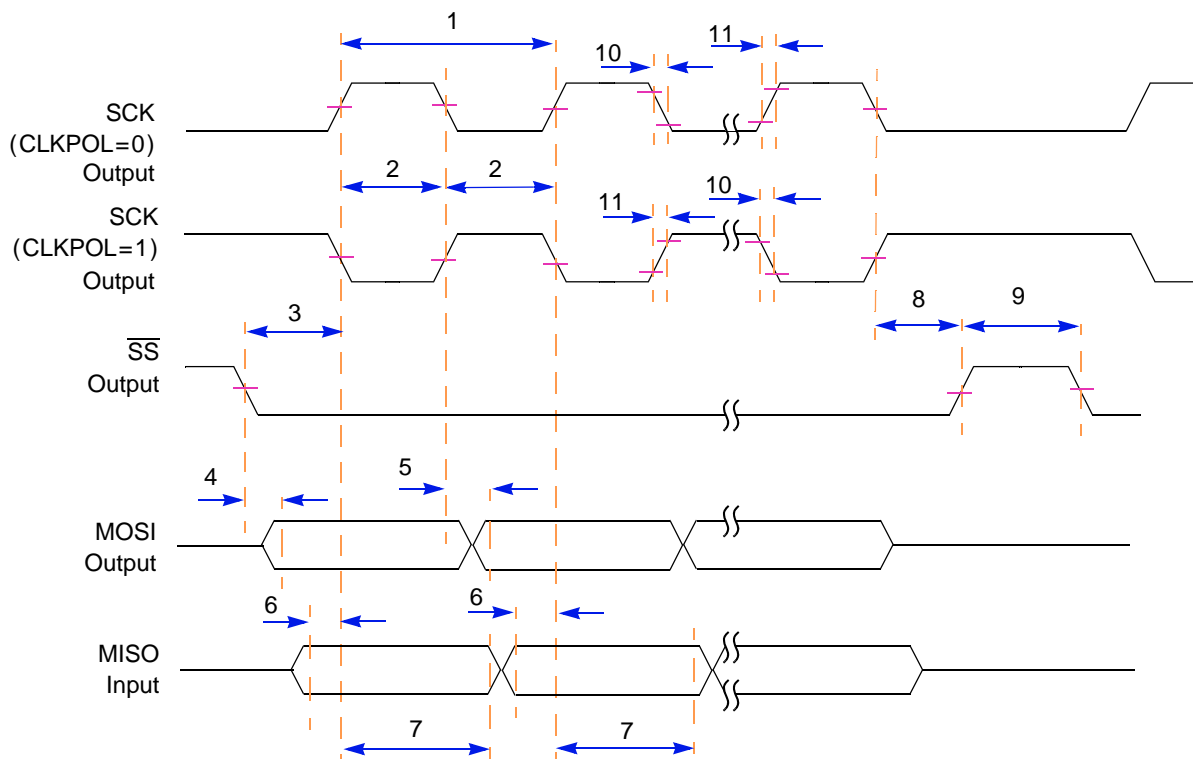 1
10
11
SCK
(CLKPOL=0)
Output
2
2
SCK
(CLKPOL=1)
Output
11
10
3
8
9
SS
Output
4
5
MOSI
Output
6
6
MISO
Input
7
7